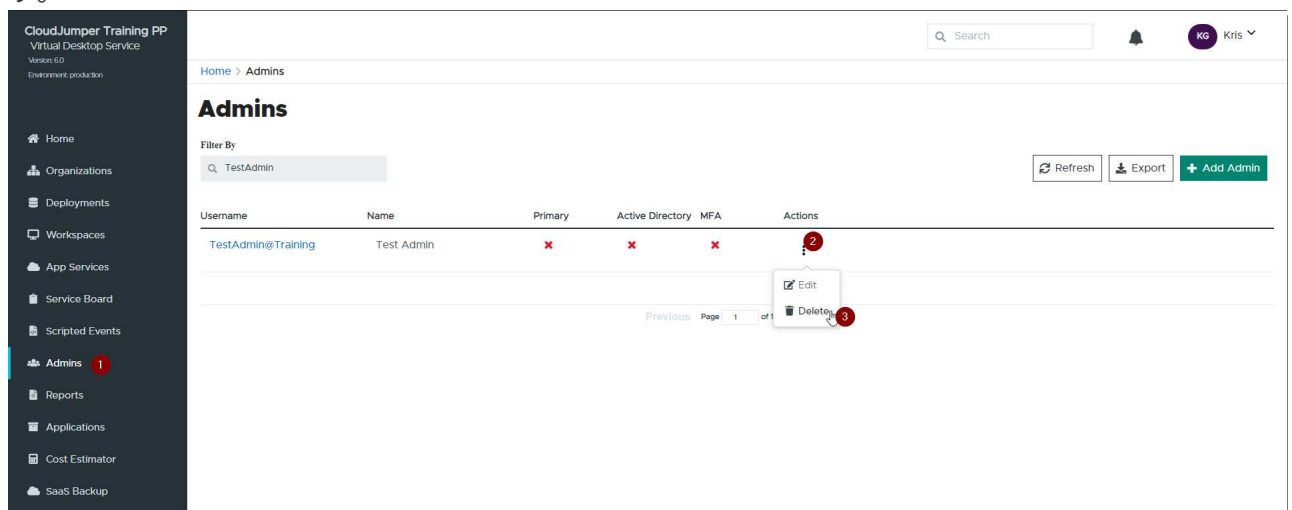 CloudJumper Training PP
Virtual Desktop Service
Version: 6.0
Environment: production
Search
KG Kris
Home > Admins
Admins
Home
Organizations
Deployments
Workspaces
App Services
Service Board
Scripted Events
Admins 1
Reports
Applications
Cost Estimator
SaaS Backup
Filter By
TestAdmin
Refresh
Export
+ Add Admin
Username Name Primary Active Directory MFA Actions
TestAdmin@Training Test Admin 2
Edit
Delete 3
Previous Page 1 of 1